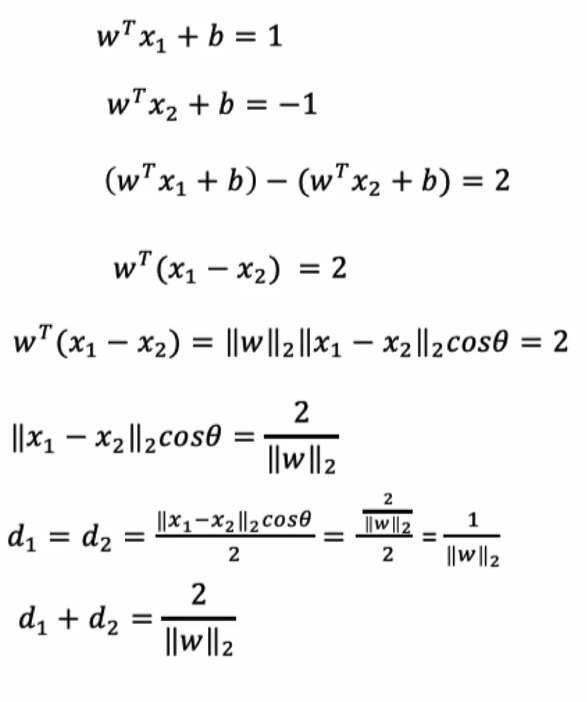 wᵀx₁ + b = 1
wᵀx₂ + b = −1
(wᵀx₁ + b) − (wᵀx₂ + b) = 2
wᵀ(x₁ − x₂) = 2
wᵀ(x₁ − x₂) = ‖w‖₂‖x₁ − x₂‖₂cosθ = 2
‖x₁ − x₂‖₂cosθ = 2/‖w‖₂
d₁ = d₂ = ‖x₁−x₂‖₂cosθ/2 = (2/‖w‖₂)/2 = 1/‖w‖₂
d₁ + d₂ = 2/‖w‖₂